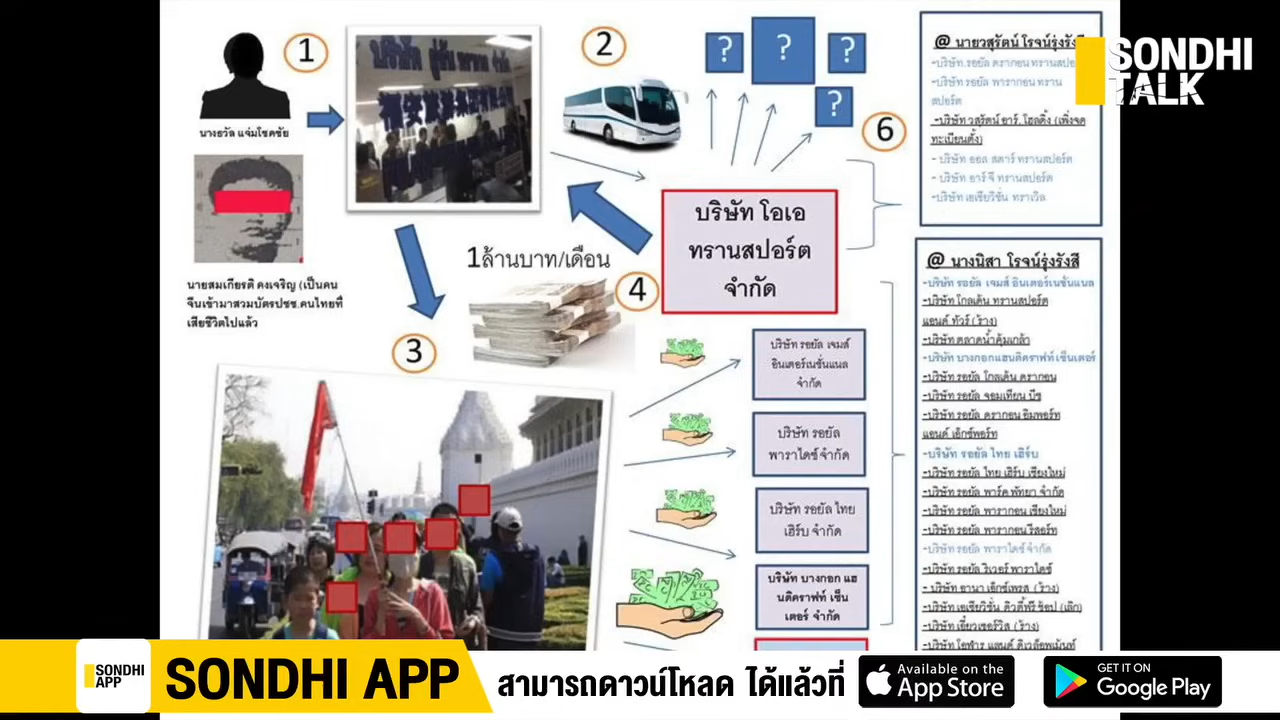 1
นางธวัล แจ่มโชคชัย
นายสมเกียรติ คงเจริญ (เป็นคน
จีนเข้ามาสวมบัตรปชช.คนไทยที่
เสียชีวิตไปแล้ว
2
3
1ล้านบาท/เดือน
4
? ? ?
?
6
บริษัท โอเอ
ทรานสปอร์ต
จำกัด
บริษัท รอยัล เจมส์
อินเตอร์เนชั่นแนล
จำกัด
บริษัท รอยัล
พาราไดซ์ จำกัด
บริษัท รอยัล ไทย
เฮิร์บ จำกัด
บริษัท บางกอก แฮ
นดิคราฟท์ เซ็น
เตอร์ จำกัด
@ นายวสุรัตน์ โรจน์รุ่งรังสี
-บริษัท รอยัล ดรากอน ทรานสปอ
-บริษัท รอยัล พารากอน ทราน
สปอร์ต
-บริษัท วสุรัตน์ อาร์. โฮลดิ้ง (เพิ่งจด
ทะเบียนตั้ง)
- บริษัท ออล สตาร์ ทรานสปอร์ต
- บริษัท อาร์ จี ทรานสปอร์ต
-บริษัท เอเชียวิชั่น ทราเวิล
@ นางนิสา โรจน์รุ่งรังสี
-บริษัท รอยัล เจมส์ อินเตอร์เนชั่นแนล
-บริษัท โกลเด้น ทรานสปอร์ต
แอนด์ ทัวร์ (ร้าง)
-บริษัท ตลาดน้ำคุ้มเกล้า
-บริษัท บางกอกแฮนดิคราฟท์ เซ็นเตอร์
-บริษัท รอยัล โกลเด้น ดรากอน
-บริษัท รอยัล จอมเทียน บีช
-บริษัท รอยัล ดรากอน อิมพอร์ท
แอนด์ เอ็กซ์พอร์ท
-บริษัท รอยัล ไทย เฮิร์บ
-บริษัท รอยัล ไทย เฮิร์บ เชียงใหม่
-บริษัท รอยัล พาร์ค พัทยา จำกัด
-บริษัท รอยัล พารากอน เชียงใหม่
-บริษัท รอยัล พารากอน รีสอร์ท
-บริษัท รอยัล พาราไดซ์ จำกัด
-บริษัท รอยัล ริเวอร์ พาราไดซ์
- บริษัท อานา เอ็กซ์เพรส (ร้าง)
-บริษัท เอเชียวิชั่น ดิวตี้ฟรี ช้อป (เลิก)
-บริษัท เอี๋ยวเซอร์วิส (ร้าง)
-บริษัท โอฬาร แลนด์ ดีเวล๊อพเม้นท์
SONDHI
TALK
SONDHI
APP
SONDHI APP
สามารถดาวน์โหลด ได้แล้วที่
Available on the
App Store
GET IT ON
Google Play